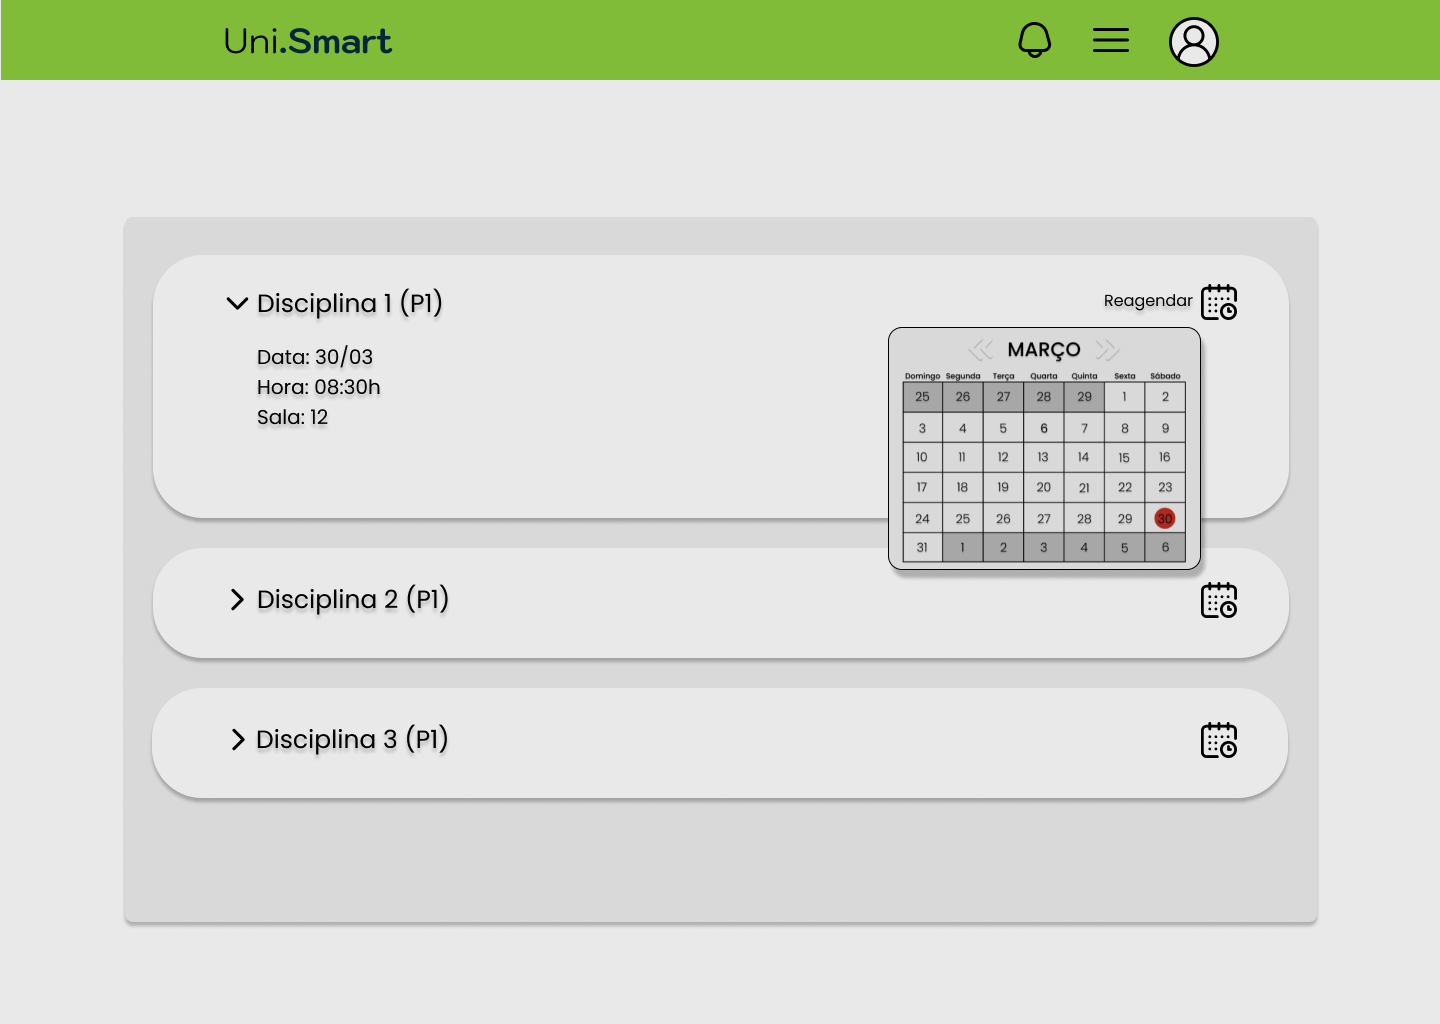 Uni.Smart
Disciplina 1 (P1)
Reagendar
Data: 30/03
Hora: 08:30h
Sala: 12
MARÇO
Domingo Segunda Terça Quarta Quinta Sexta Sábado
25 26 27 28 29 1 2
3 4 5 6 7 8 9
10 11 12 13 14 15 16
17 18 19 20 21 22 23
24 25 26 27 28 29 30
31 1 2 3 4 5 6
Disciplina 2 (P1)
Disciplina 3 (P1)